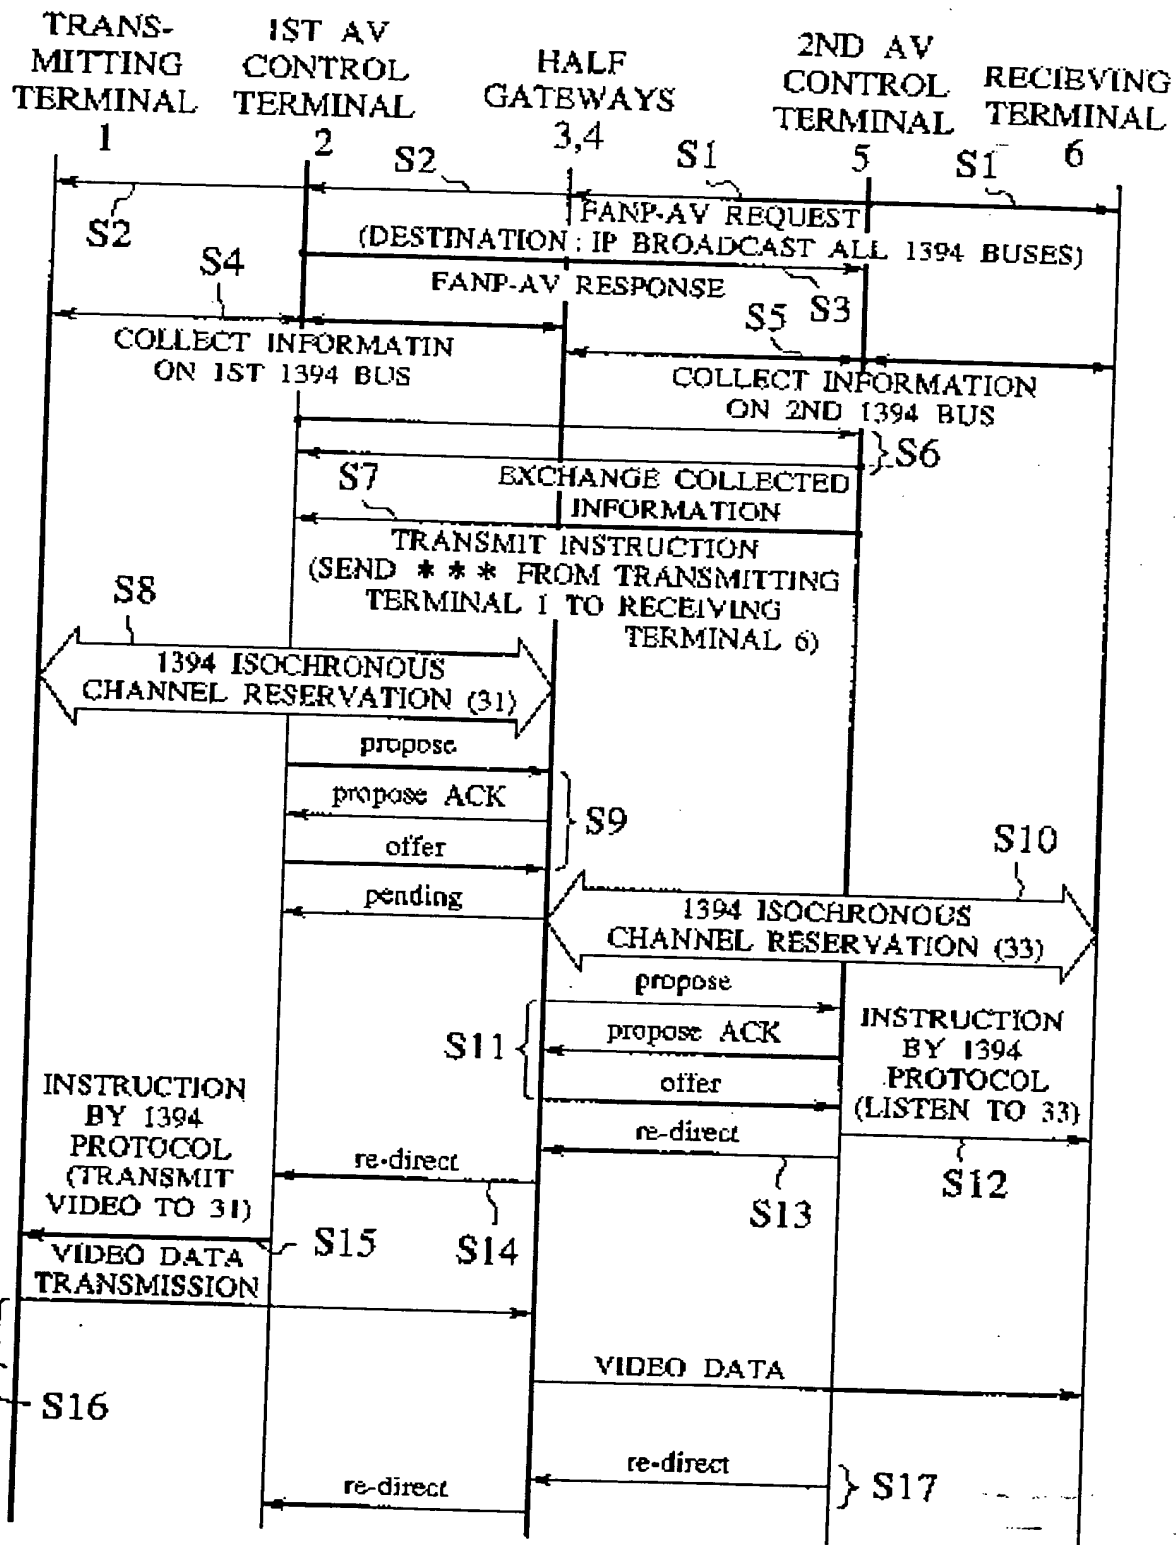 TRANS-
MITTING
TERMINAL
1
1ST AV
CONTROL
TERMINAL
2
HALF
GATEWAYS
3,4
2ND AV
CONTROL
TERMINAL
5
RECIEVING
TERMINAL
6
S2
S1
S1
S2
FANP-AV REQUEST
(DESTINATION : IP BROADCAST ALL 1394 BUSES)
S4
FANP-AV RESPONSE
S3
S5
COLLECT INFORMATIN
ON 1ST 1394 BUS
COLLECT INFORMATION
ON 2ND 1394 BUS
S6
S7
EXCHANGE COLLECTED
INFORMATION
TRANSMIT INSTRUCTION
(SEND * * * FROM TRANSMITTING
TERMINAL 1 TO RECEIVING
TERMINAL 6)
S8
1394 ISOCHRONOUS
CHANNEL RESERVATION (31)
propose
propose ACK
S9
offer
S10
pending
1394 ISOCHRONOUS
CHANNEL RESERVATION (33)
propose
S11
propose ACK
offer
INSTRUCTION
BY 1394
PROTOCOL
(LISTEN TO 33)
re-direct
S12
INSTRUCTION
BY 1394
PROTOCOL
(TRANSMIT
VIDEO TO 31)
re-direct
S13
S14
S15
VIDEO DATA
TRANSMISSION
VIDEO DATA
S16
re-direct
re-direct
S17